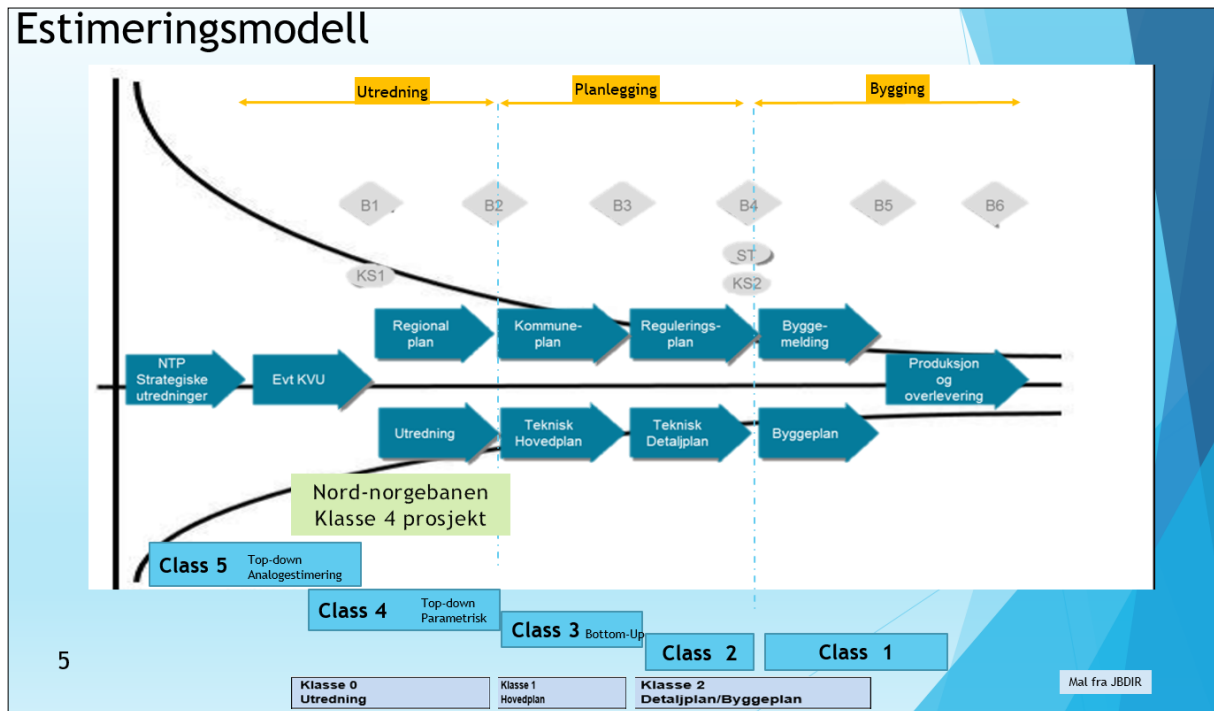 Estimeringsmodell
Utredning
Planlegging
Bygging
B1
B2
B3
B4
B5
B6
KS1
ST
KS2
Regional
plan
Kommune-
plan
Regulerings-
plan
Bygge-
melding
NTP
Strategiske
utredninger
Evt KVU
Produksjon
og
overlevering
Utredning
Teknisk
Hovedplan
Teknisk
Detaljplan
Byggeplan
Nord-norgebanen
Klasse 4 prosjekt
Class 5
Top-down
Analogestimering
Class 4
Top-down
Parametrisk
Class 3 Bottom-Up
Class 2
Class 1
5
Klasse 0
Utredning
Klasse 1
Hovedplan
Klasse 2
Detaljplan/Byggeplan
Mal fra JBDIR